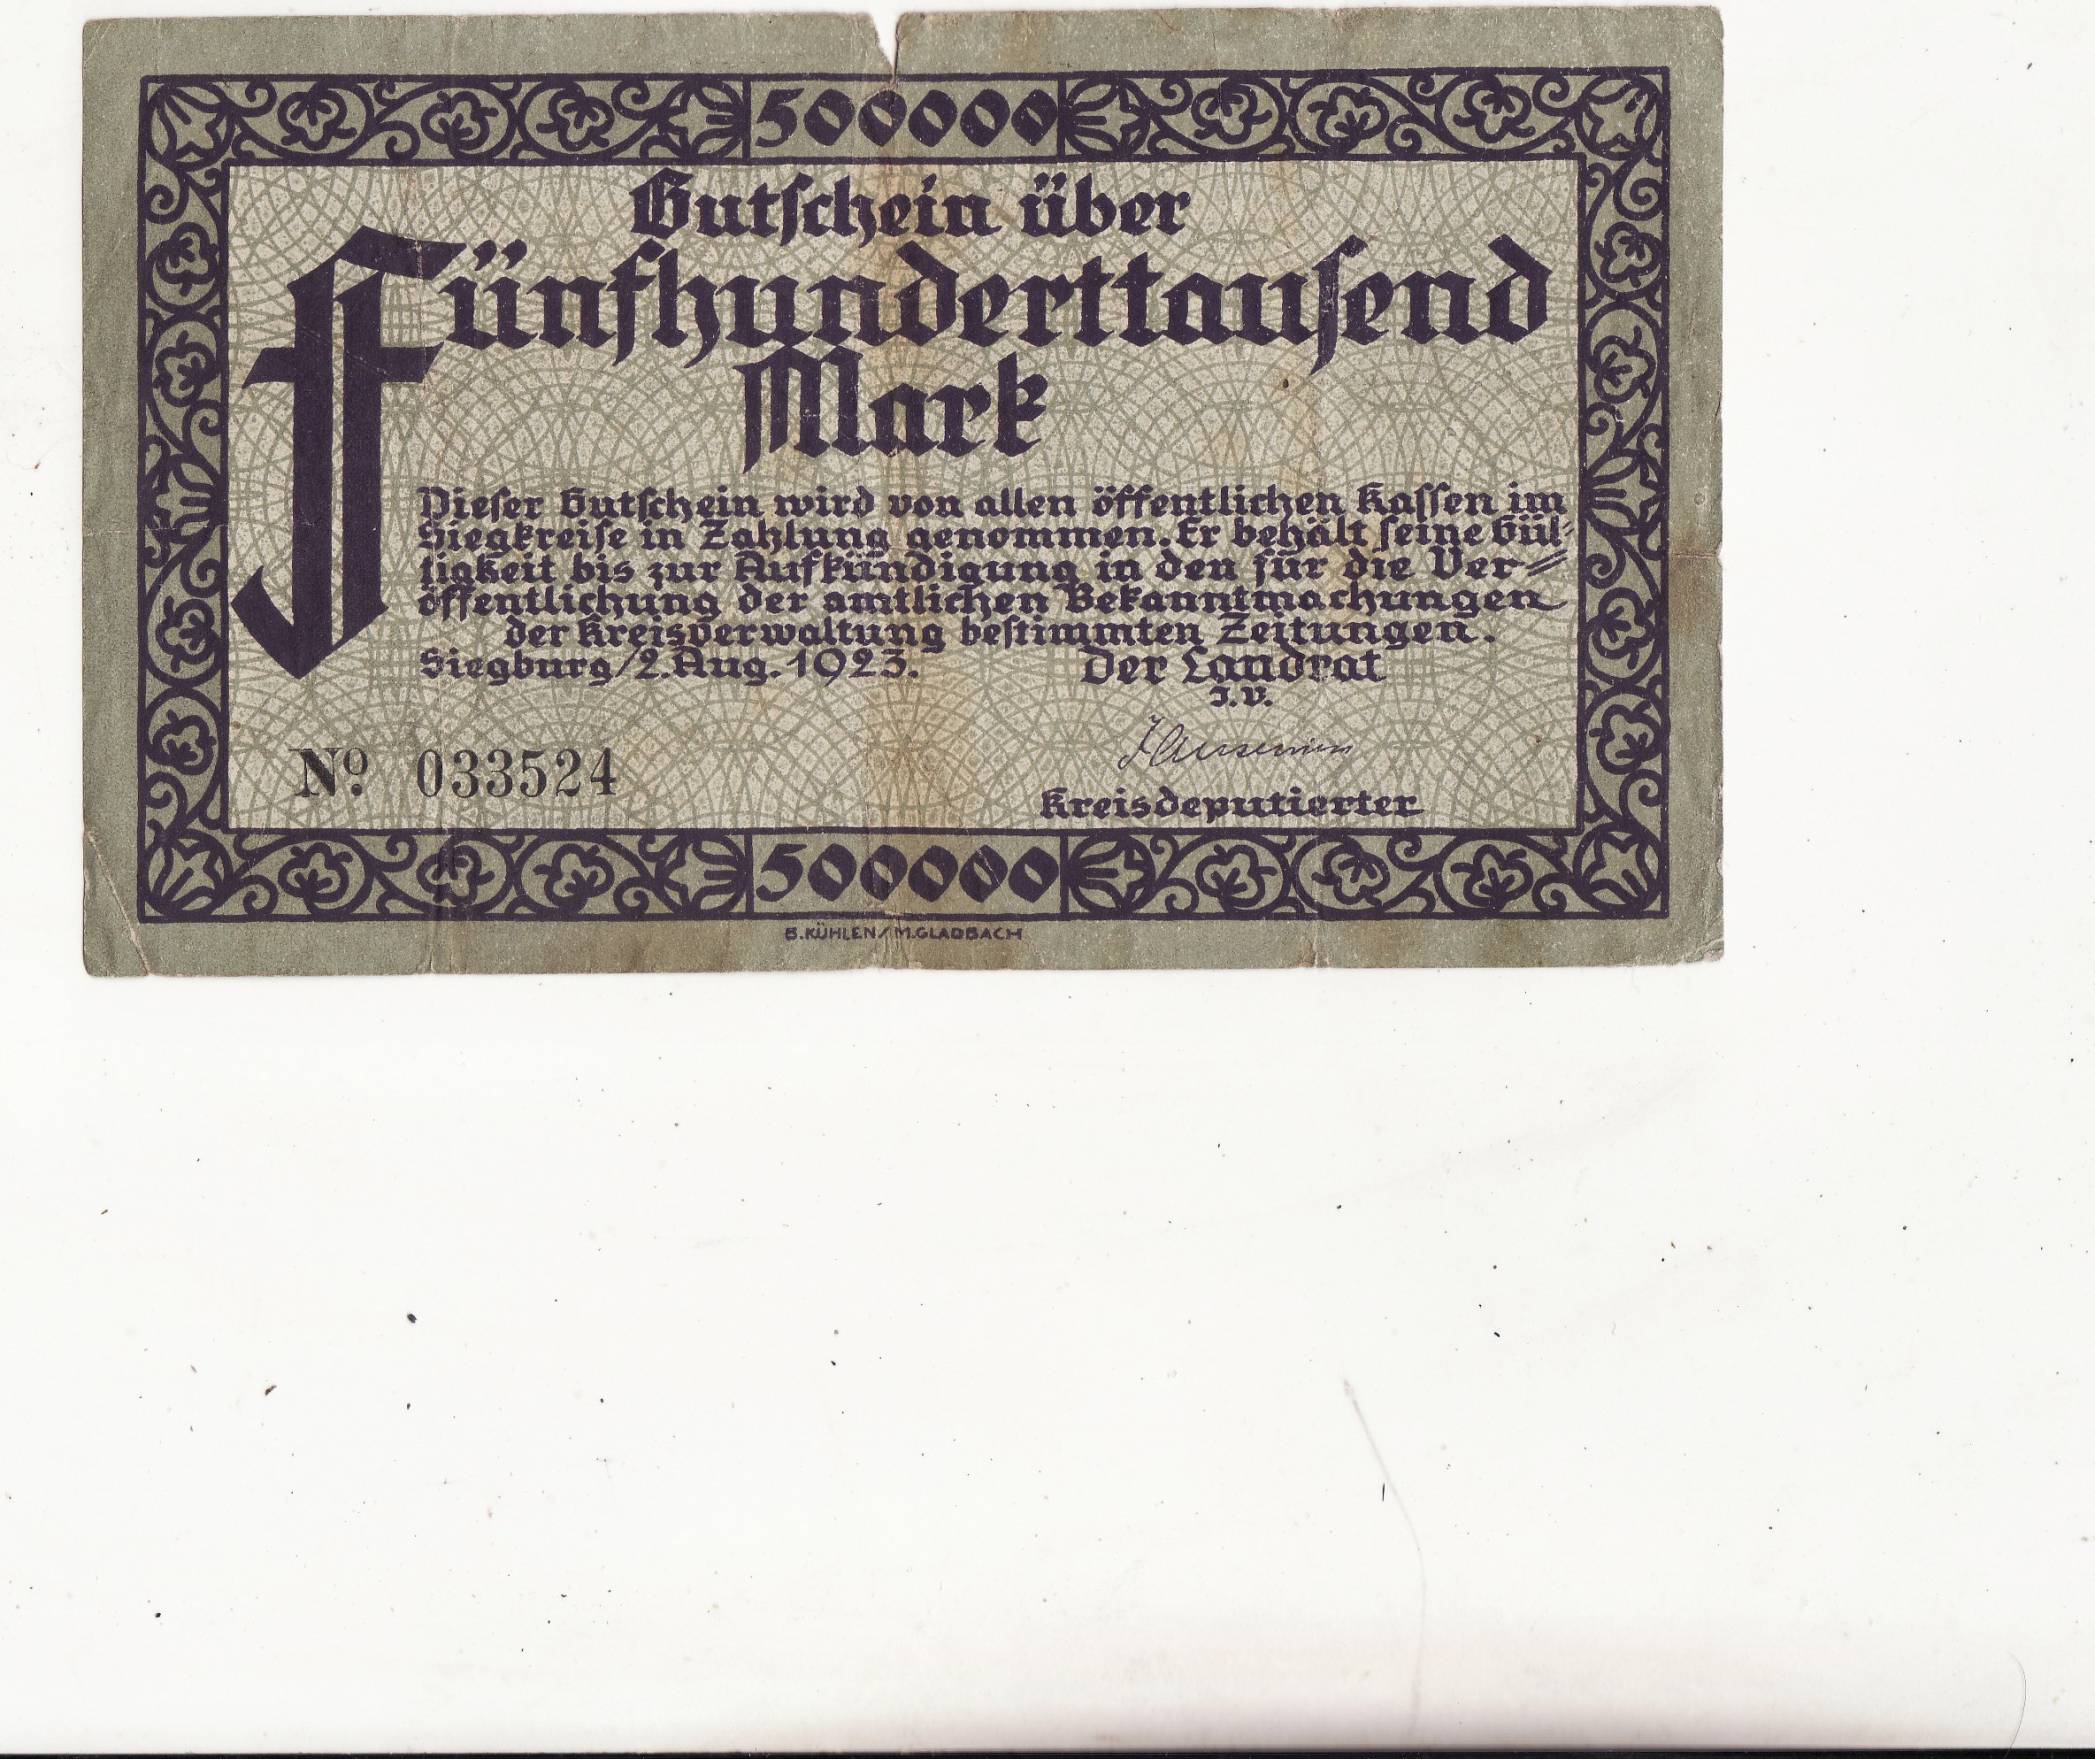 500000
Gutschein über
Fünfhunderttausend
Mark
Dieser Gutschein wird von allen öffentlichen Kassen im
Siegkreise in Zahlung genommen. Er behält seine Gül-
tigkeit bis zur Aufkündigung in den für die Ver-
öffentlichung der amtlichen Bekanntmachungen
der Kreisverwaltung bestimmten Zeitungen.
Siegburg/2. Aug. 1923. Der Landrat
I.V.
Nº. 033524
Kreisdeputierter
500000
B. KÜHLEN/M.GLADBACH